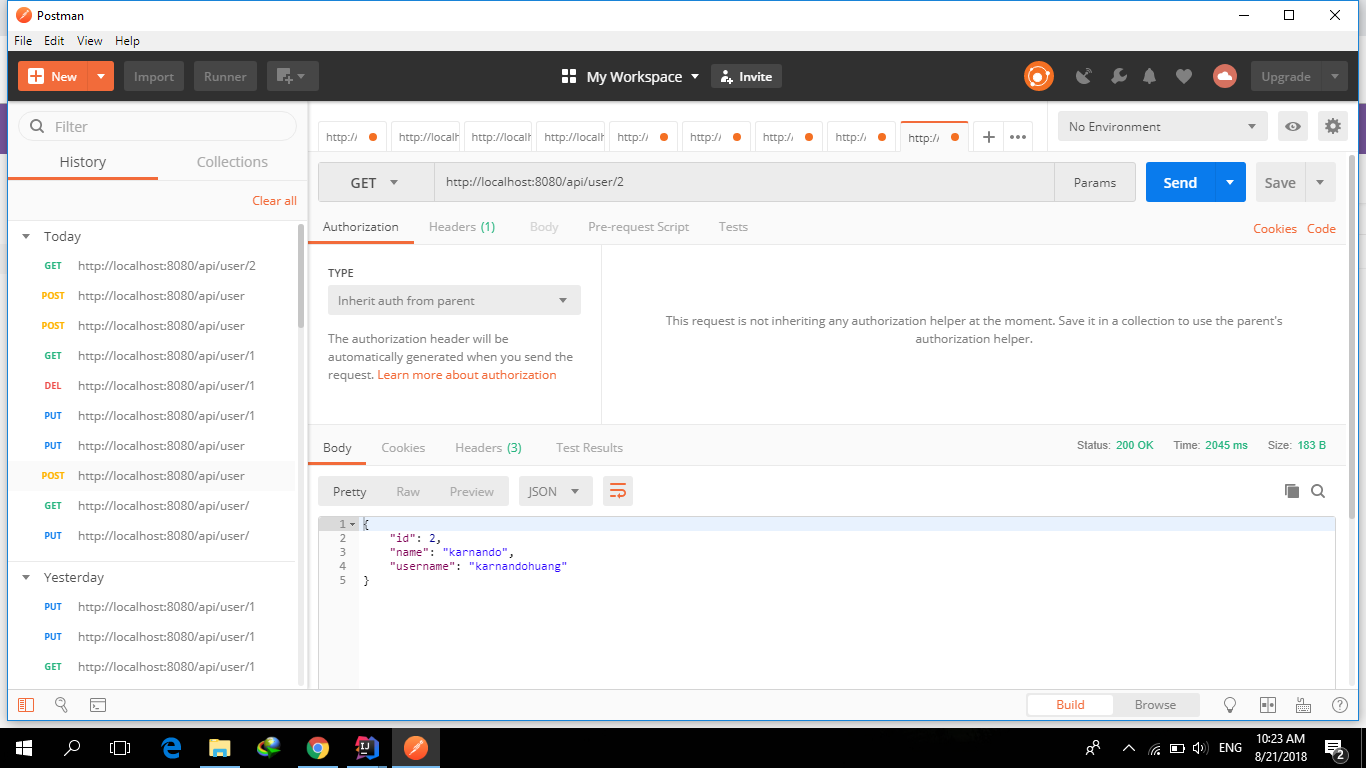 Postman
File Edit View Help
New Import Runner My Workspace Invite Upgrade
Filter
History Collections
Clear all
Today
GET http://localhost:8080/api/user/2
POST http://localhost:8080/api/user
POST http://localhost:8080/api/user
GET http://localhost:8080/api/user/1
DEL http://localhost:8080/api/user/1
PUT http://localhost:8080/api/user/1
PUT http://localhost:8080/api/user
POST http://localhost:8080/api/user
GET http://localhost:8080/api/user/
PUT http://localhost:8080/api/user/
Yesterday
PUT http://localhost:8080/api/user/1
PUT http://localhost:8080/api/user/1
GET http://localhost:8080/api/user/1
http:/ http://local http://local http://local http:/ http:/ http:/ http:/ http:/
No Environment
GET http://localhost:8080/api/user/2 Params Send Save
Authorization Headers (1) Body Pre-request Script Tests Cookies Code
TYPE
Inherit auth from parent
The authorization header will be
automatically generated when you send the
request. Learn more about authorization
This request is not inheriting any authorization helper at the moment. Save it in a collection to use the parent's
authorization helper.
Body Cookies Headers (3) Test Results Status: 200 OK Time: 2045 ms Size: 183 B
Pretty Raw Preview JSON
1 {
2 "id": 2,
3 "name": "karnando",
4 "username": "karnandohuang"
5 }
Build Browse
ENG 10:23 AM
8/21/2018
2